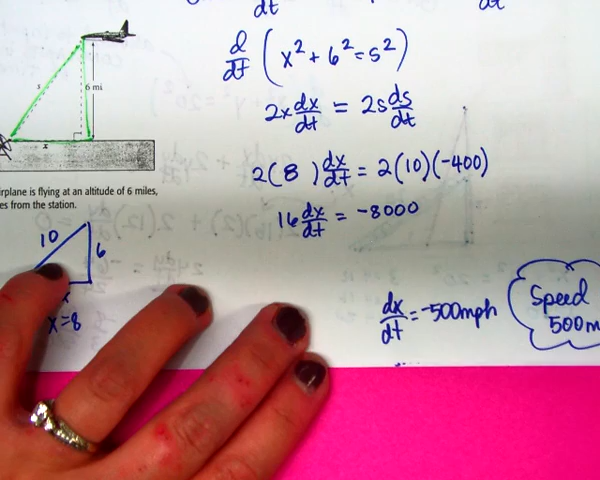 dt dt
d/dt (x² + 6² = s²)
s 6 mi
x
2x dx/dt = 2s ds/dt
2(8) dx/dt = 2(10)(-400)
rplane is flying at an altitude of 6 miles,
es from the station.
16 dx/dt = -8000
10 6
x=8
dx/dt = -500mph
Speed
500m